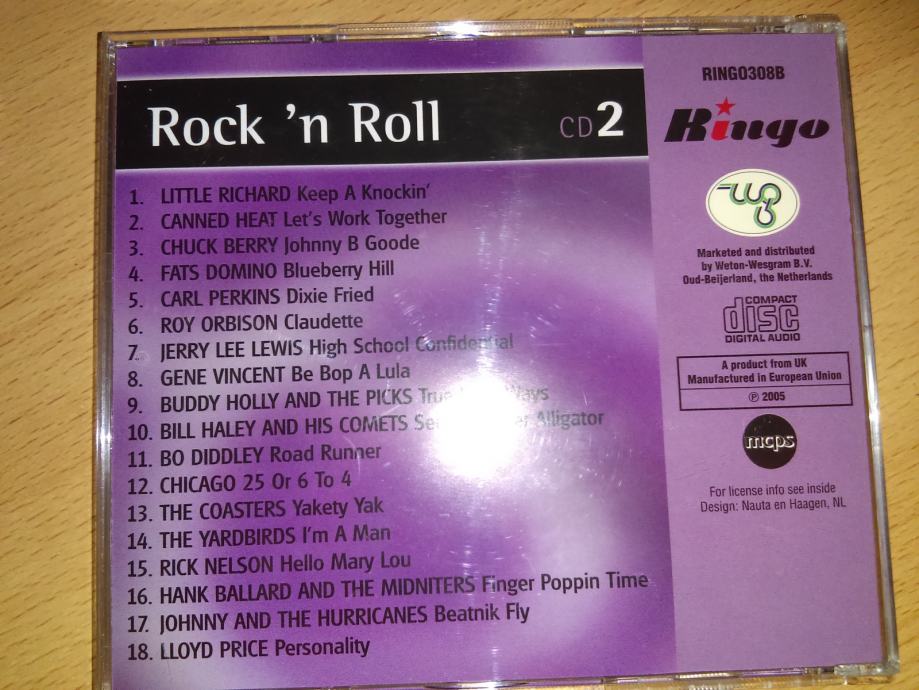 Rock 'n Roll CD 2
1. LITTLE RICHARD Keep A Knockin'
2. CANNED HEAT Let's Work Together
3. CHUCK BERRY Johnny B Goode
4. FATS DOMINO Blueberry Hill
5. CARL PERKINS Dixie Fried
6. ROY ORBISON Claudette
7. JERRY LEE LEWIS High School Confidential
8. GENE VINCENT Be Bop A Lula
9. BUDDY HOLLY AND THE PICKS True Ways
10. BILL HALEY AND HIS COMETS Alligator
11. BO DIDDLEY Road Runner
12. CHICAGO 25 Or 6 To 4
13. THE COASTERS Yakety Yak
14. THE YARDBIRDS I'm A Man
15. RICK NELSON Hello Mary Lou
16. HANK BALLARD AND THE MIDNITERS Finger Poppin Time
17. JOHNNY AND THE HURRICANES Beatnik Fly
18. LLOYD PRICE Personality
RINGO308B
Ringo
Marketed and distributed
by Weton-Wesgram B.V.
Oud-Beijerland, the Netherlands
COMPACT
disc
DIGITAL AUDIO
A product from UK
Manufactured in European Union
℗ 2005
mcps
For license info see inside
Design: Nauta en Haagen, NL